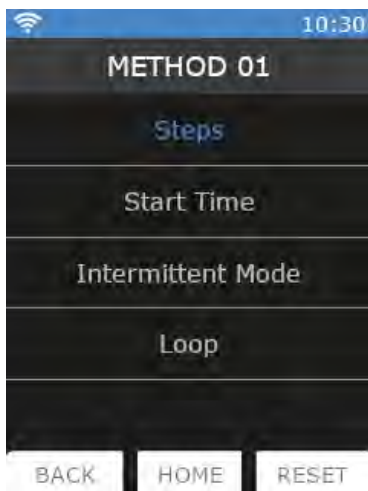 10:30
METHOD 01
Steps
Start Time
Intermittent Mode
Loop
BACK HOME RESET